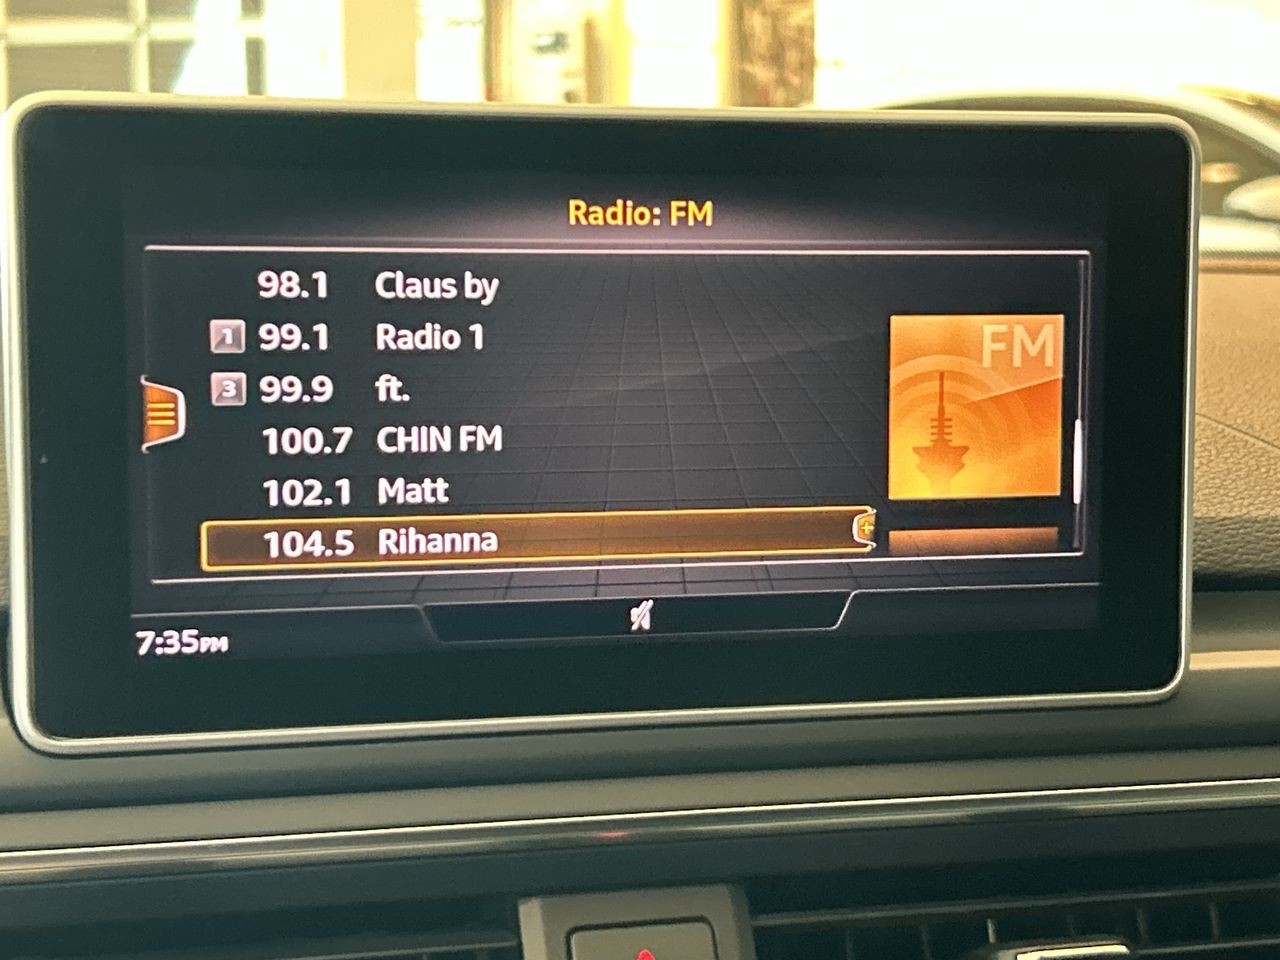 Radio: FM
98.1 Claus by
1 99.1 Radio 1
3 99.9 ft.
100.7 CHIN FM
102.1 Matt
104.5 Rihanna
FM
7:35PM